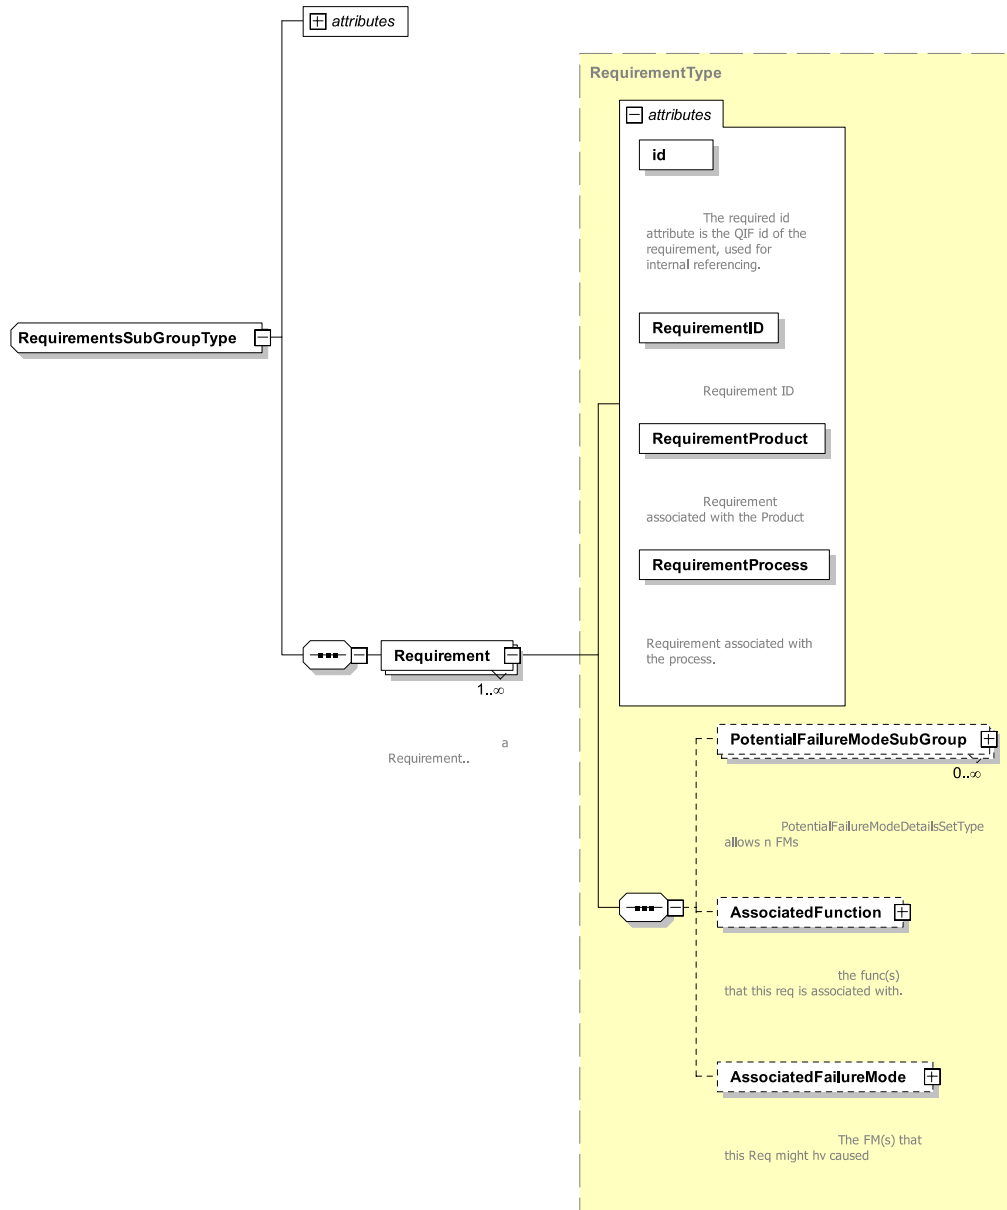 attributes
RequirementType
attributes
id
The required id
attribute is the QIF id of the
requirement, used for
internal referencing.
RequirementsSubGroupType
RequirementID
Requirement ID
RequirementProduct
Requirement
associated with the Product
RequirementProcess
Requirement associated with
the process.
Requirement
1..∞
a
Requirement..
PotentialFailureModeSubGroup
0..∞
PotentialFailureModeDetailsSetType
allows n FMs
AssociatedFunction
the func(s)
that this req is associated with.
AssociatedFailureMode
The FM(s) that
this Req might hv caused